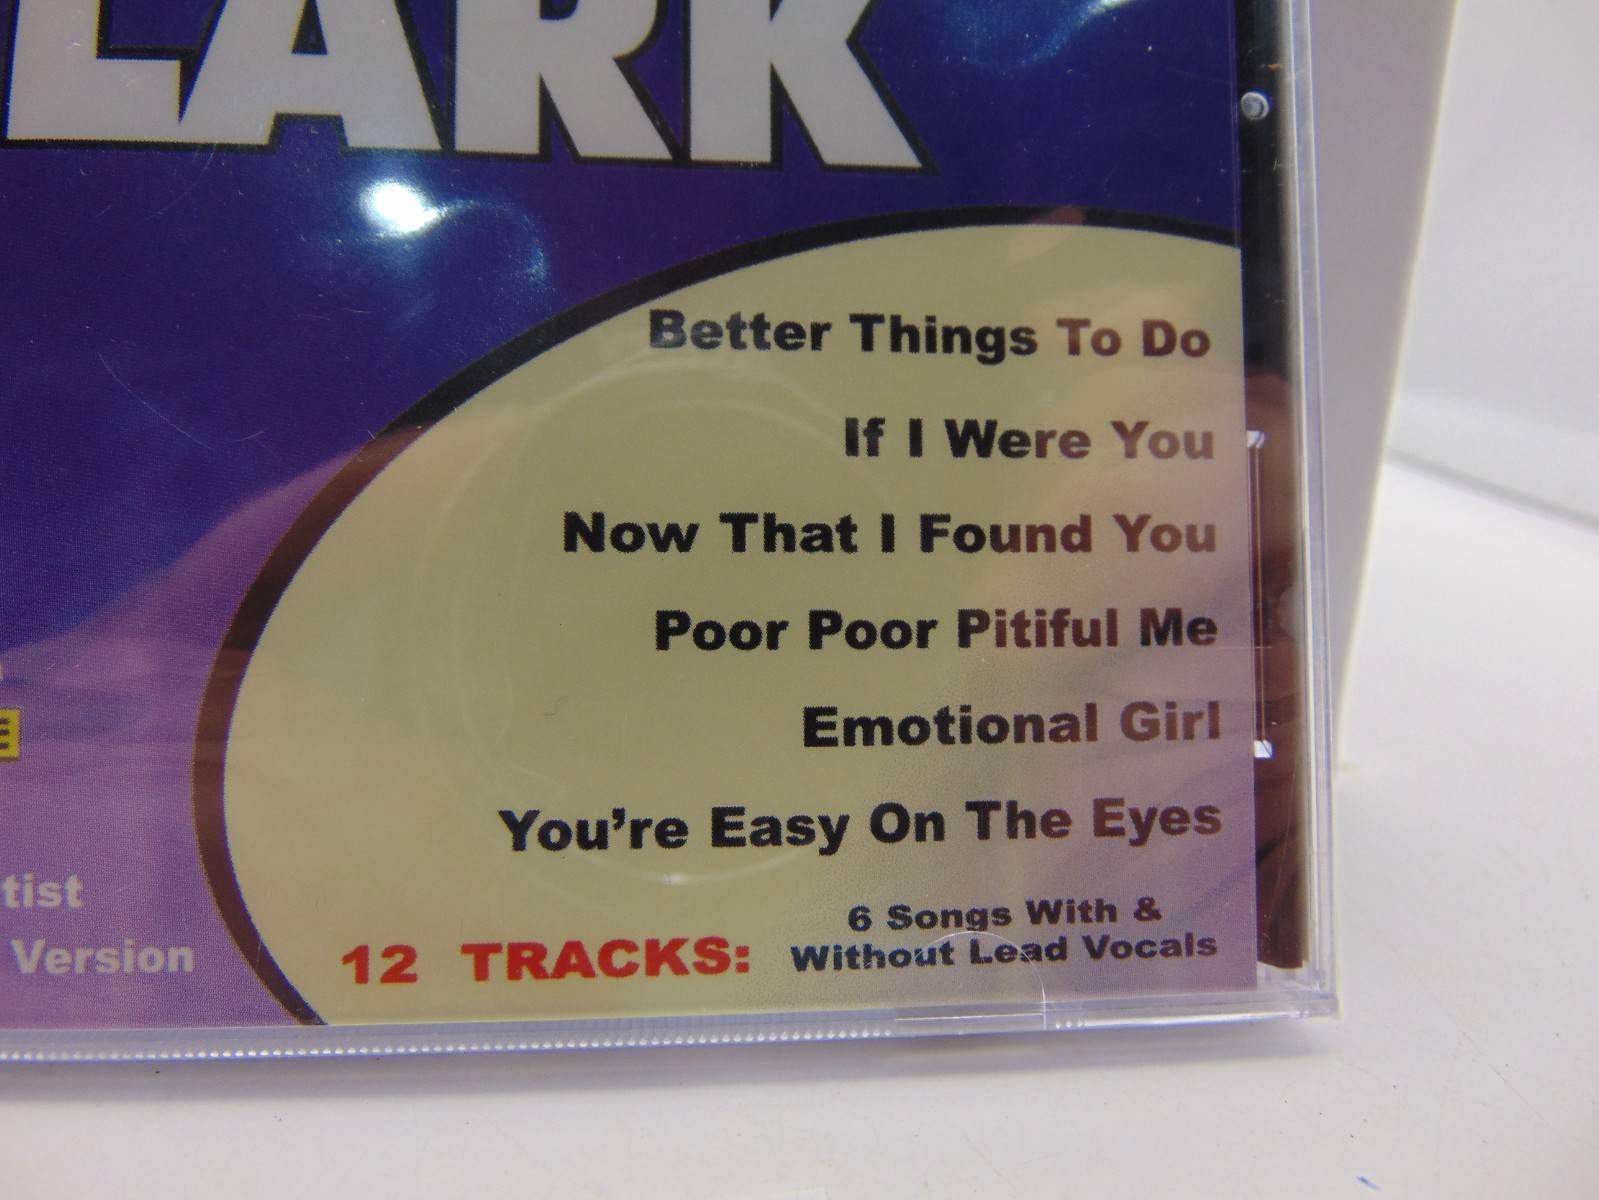 LARK
Better Things To Do
If I Were You
Now That I Found You
Poor Poor Pitiful Me
Emotional Girl
You're Easy On The Eyes
tist
Version
12 TRACKS: 6 Songs With &
Without Lead Vocals